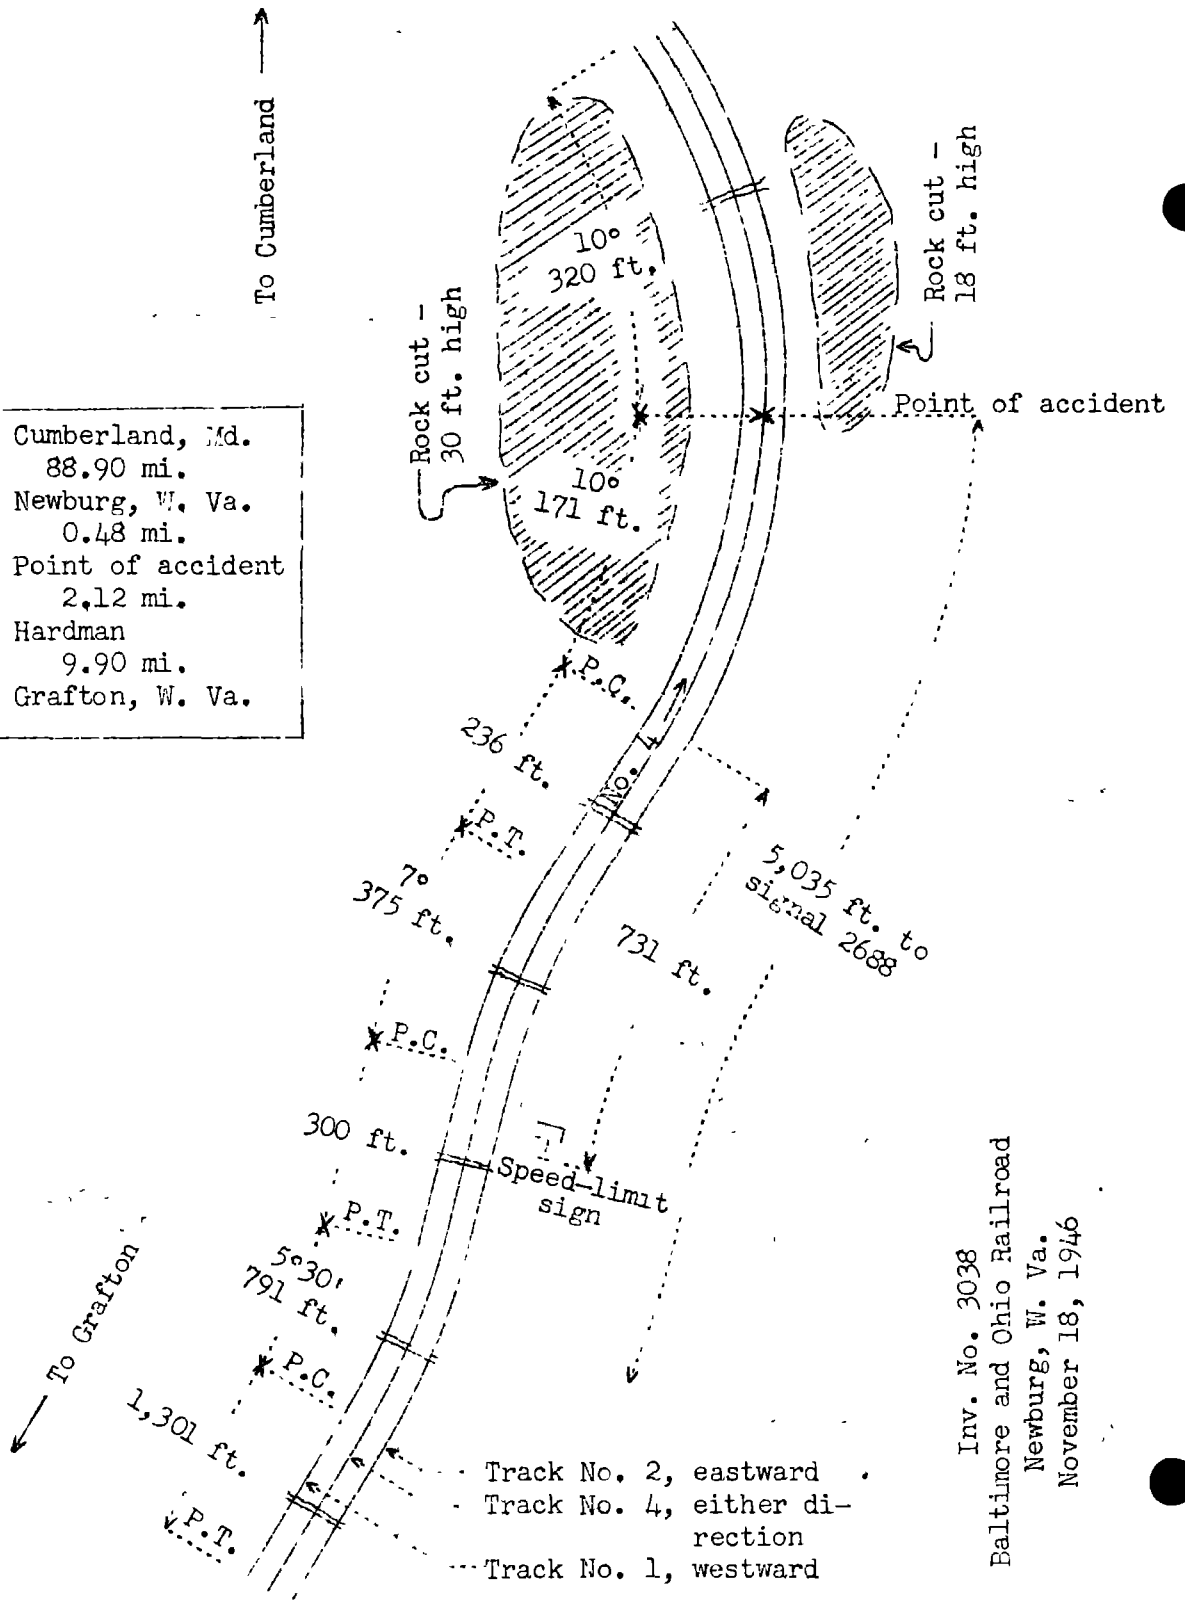 To Cumberland
Rock cut -
30 ft. high
Rock cut -
18 ft. high
10°
320 ft.
Point of accident
10°
171 ft.
Cumberland, Md.
88.90 mi.
Newburg, W. Va.
0.48 mi.
Point of accident
2.12 mi.
Hardman
9.90 mi.
Grafton, W. Va.
P.C.
236 ft.
No. 4
P.T.
7°
375 ft.
5,035 ft. to
signal 2688
731 ft.
P.C.
300 ft.
Speed-limit
sign
P.T.
5°30'
791 ft.
To Grafton
P.C.
1,301 ft.
P.T.
Track No. 2, eastward
Track No. 4, either di-
rection
Track No. 1, westward
Inv. No. 3038
Baltimore and Ohio Railroad
Newburg, W. Va.
November 18, 1946